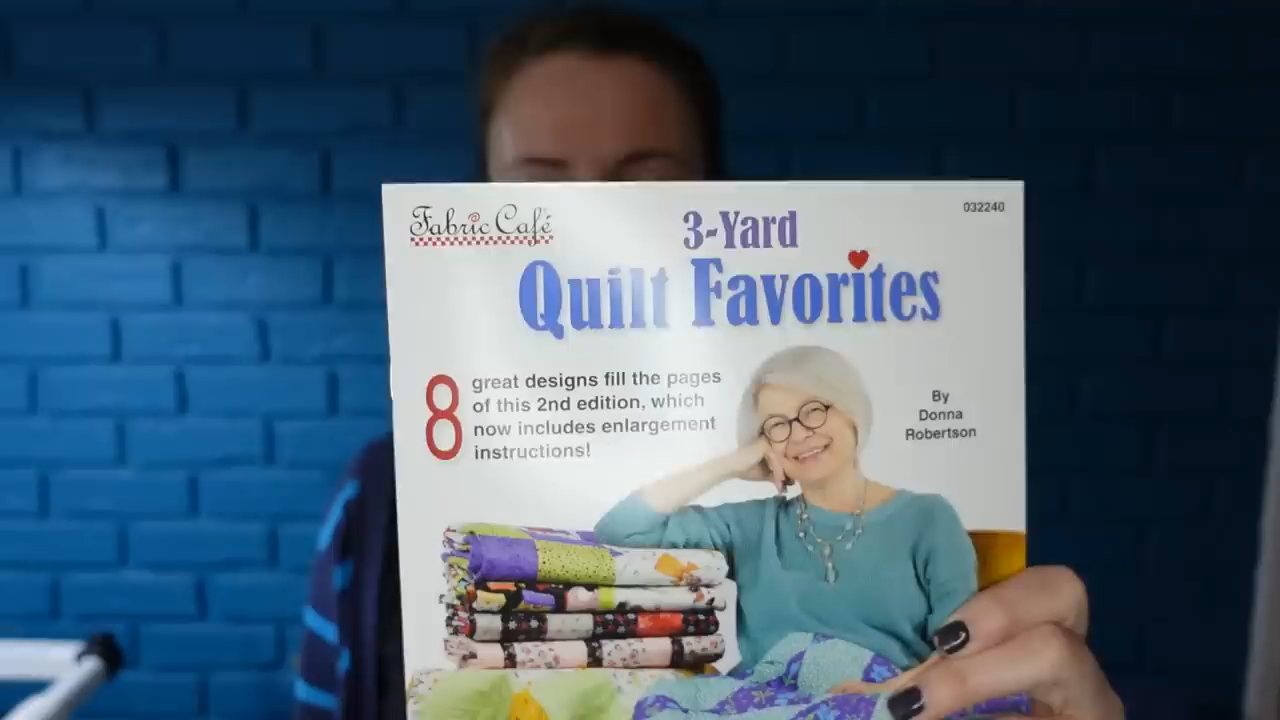 Fabric Café
032240
3-Yard
Quilt Favorites
8
great designs fill the pages
of this 2nd edition, which
now includes enlargement
instructions!
By
Donna
Robertson